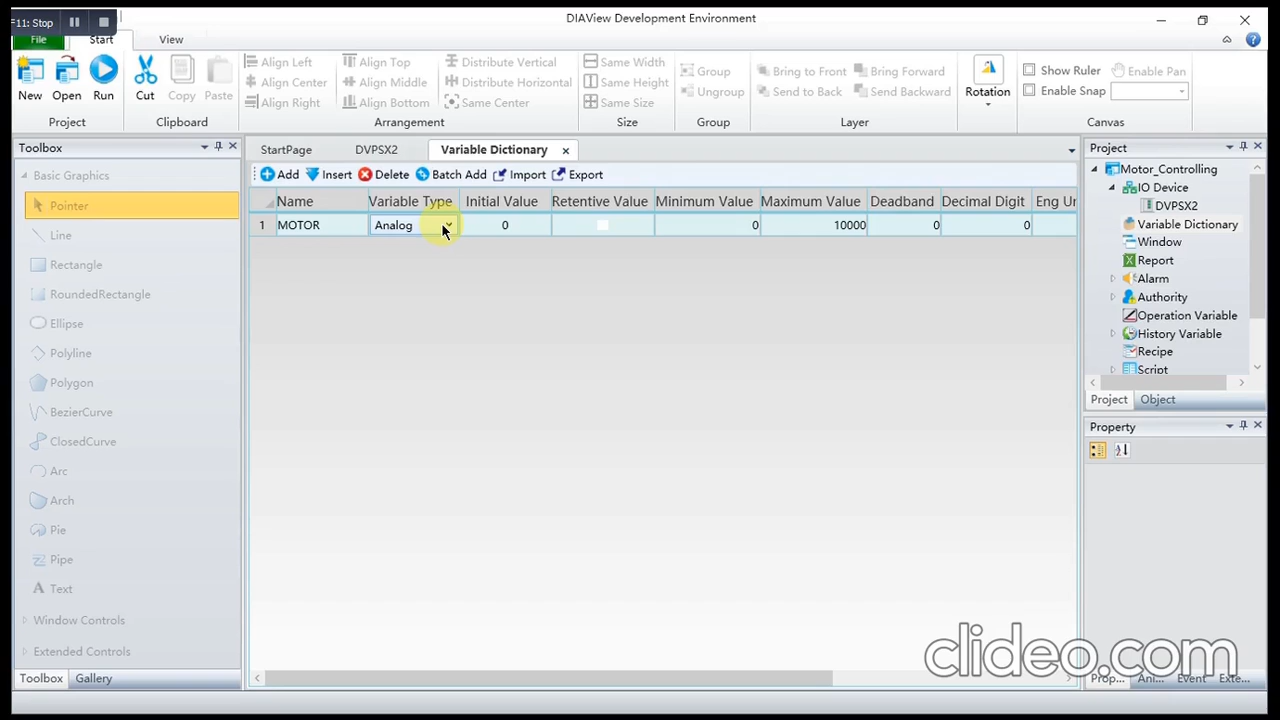 F11: Stop
DIAView Development Environment
File Start View
New Open Run
Project
Cut Copy Paste
Clipboard
Align Left Align Top Distribute Vertical
Align Center Align Middle Distribute Horizontal
Align Right Align Bottom Same Center
Arrangement
Same Width
Same Height
Same Size
Size
Group
Ungroup
Group
Bring to Front Bring Forward
Send to Back Send Backward
Layer
Rotation
Show Ruler Enable Pan
Enable Snap
Canvas
Toolbox
Basic Graphics
Pointer
Line
Rectangle
RoundedRectangle
Ellipse
Polyline
Polygon
BezierCurve
ClosedCurve
Arc
Arch
Pie
Pipe
A Text
Window Controls
Extended Controls
Toolbox Gallery
StartPage DVPSX2 Variable Dictionary
Add Insert Delete Batch Add Import Export
Name Variable Type Initial Value Retentive Value Minimum Value Maximum Value Deadband Decimal Digit Eng Un
1 MOTOR Analog 0 0 10000 0 0
Project
Motor_Controlling
IO Device
DVPSX2
Variable Dictionary
Window
Report
Alarm
Authority
Operation Variable
History Variable
Recipe
Script
Project Object
Property
Prop... Ani... Event Exte...
clideo.com